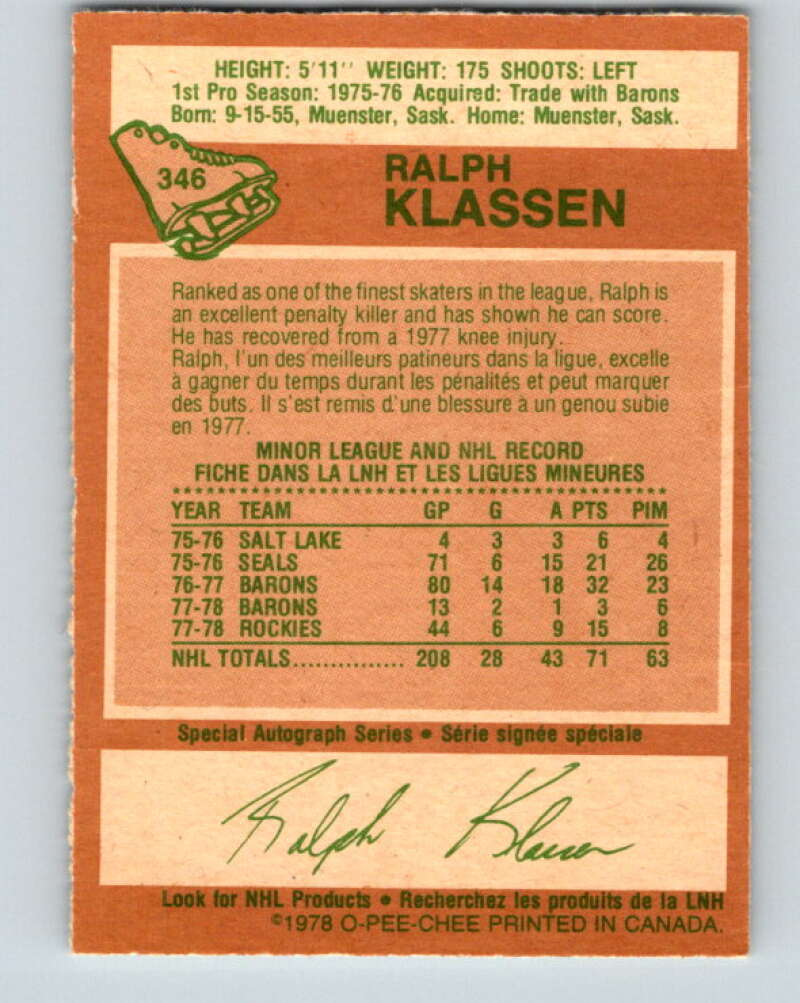 HEIGHT: 5'11'' WEIGHT: 175 SHOOTS: LEFT
1st Pro Season: 1975-76 Acquired: Trade with Barons
Born: 9-15-55, Muenster, Sask. Home: Muenster, Sask.
346
RALPH
KLASSEN
Ranked as one of the finest skaters in the league, Ralph is
an excellent penalty killer and has shown he can score.
He has recovered from a 1977 knee injury.
Ralph, l'un des meilleurs patineurs dans la ligue, excelle
à gagner du temps durant les pénalités et peut marquer
des buts. Il s'est remis d'une blessure à un genou subie
en 1977.
MINOR LEAGUE AND NHL RECORD
FICHE DANS LA LNH ET LES LIGUES MINEURES
YEAR TEAM GP G A PTS PIM
75-76 SALT LAKE 4 3 3 6 4
75-76 SEALS 71 6 15 21 26
76-77 BARONS 80 14 18 32 23
77-78 BARONS 13 2 1 3 6
77-78 ROCKIES 44 6 9 15 8
NHL TOTALS............... 208 28 43 71 63
Special Autograph Series • Série signée spéciale
Ralph Klassen
Look for NHL Products • Recherchez les produits de la LNH
©1978 O-PEE-CHEE PRINTED IN CANADA.